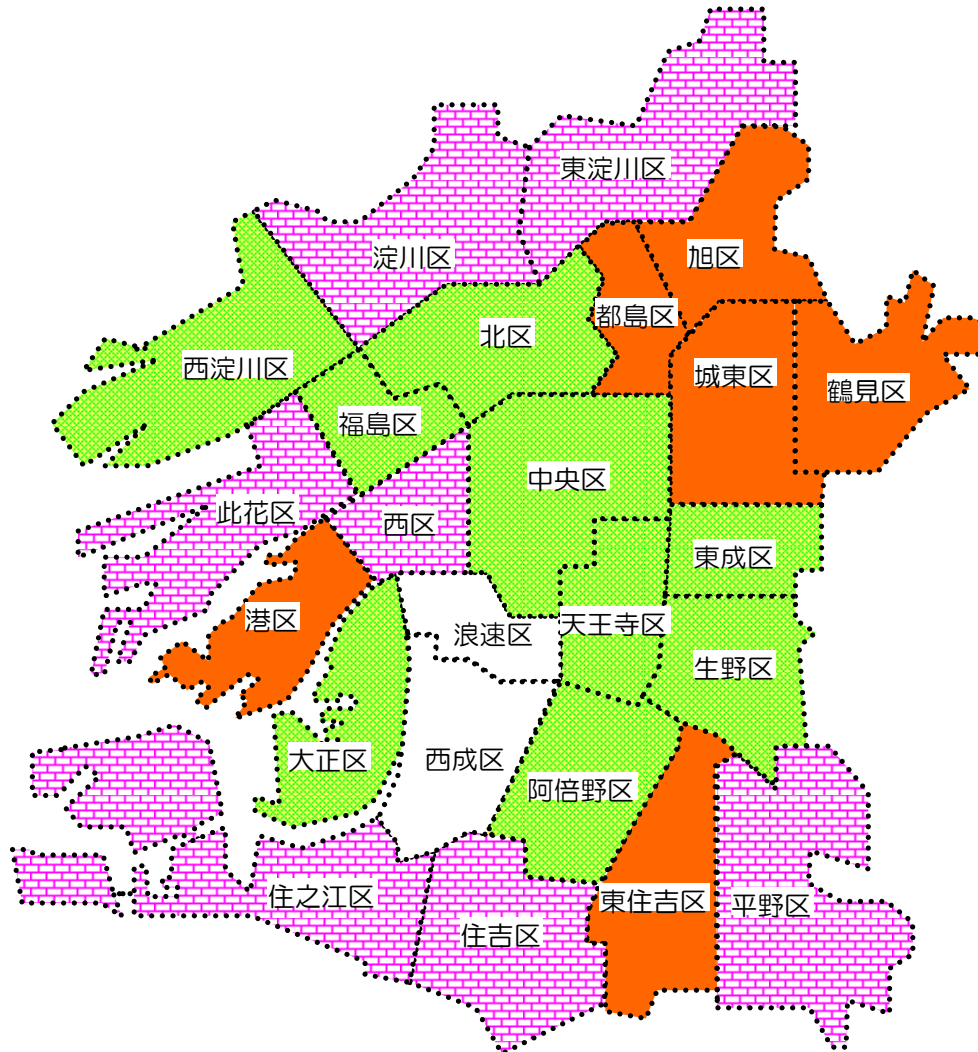 東淀川区
淀川区
旭区
都島区
北区
西淀川区
城東区
鶴見区
福島区
中央区
此花区
西区
東成区
港区
浪速区
天王寺区
生野区
大正区
西成区
阿倍野区
住之江区
東住吉区
平野区
住吉区